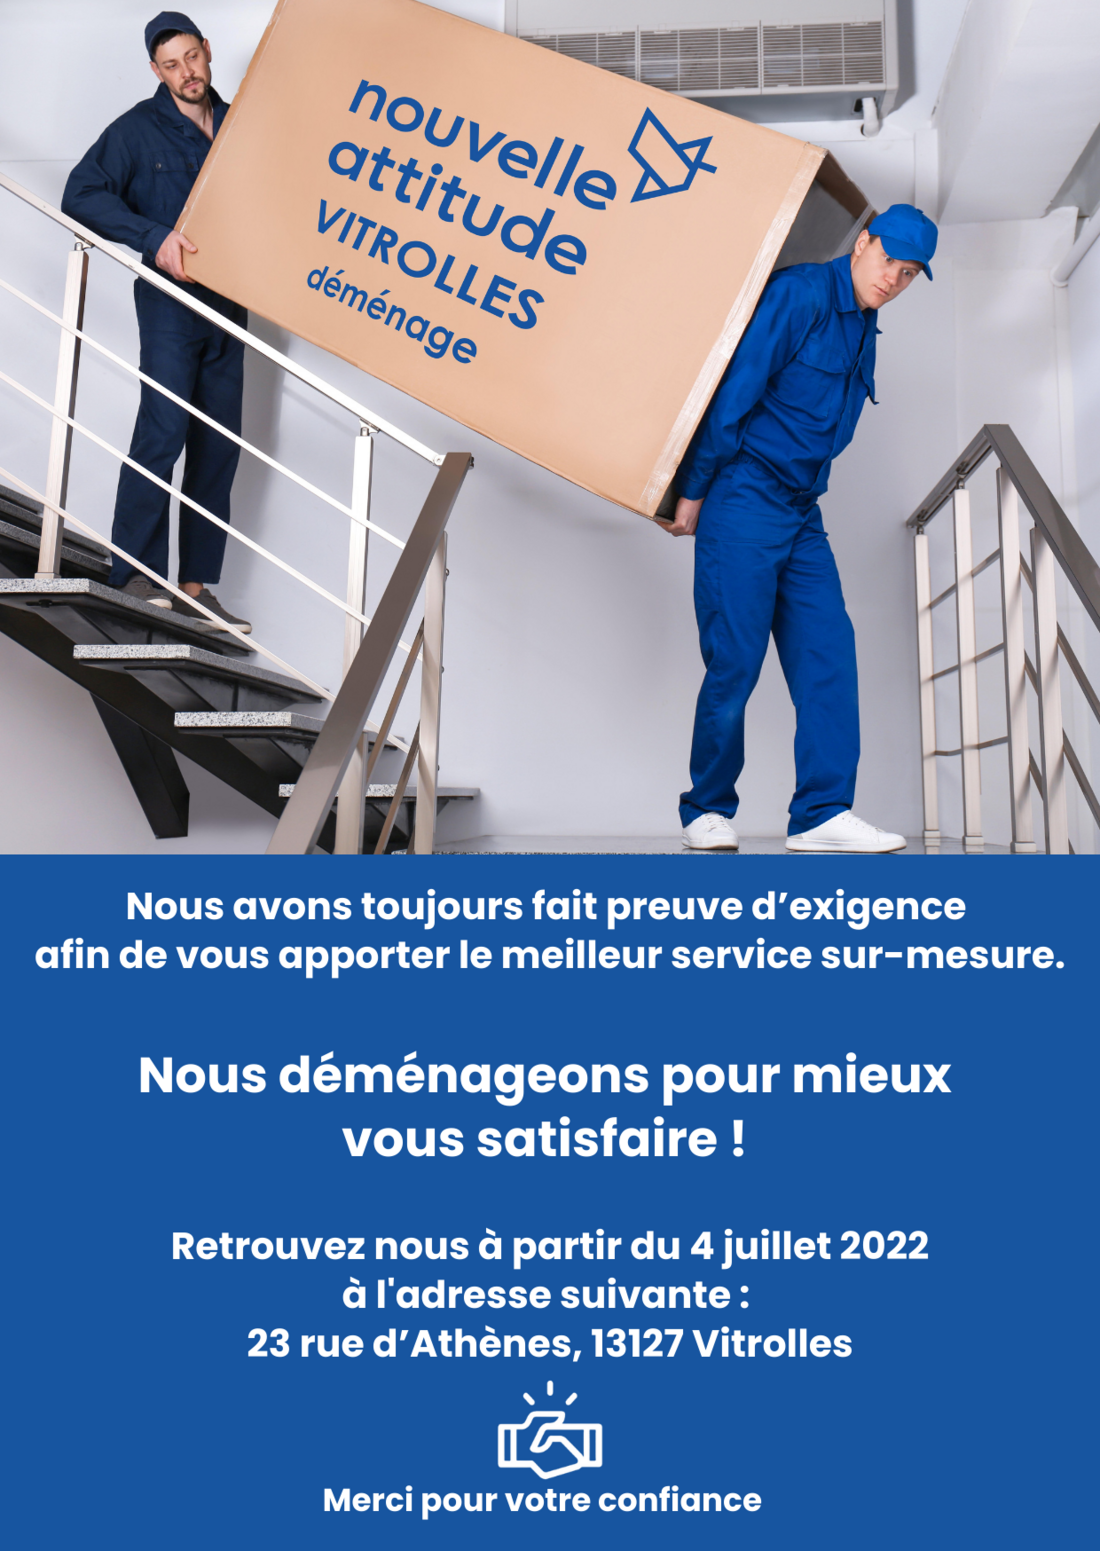 nouvelle
attitude
VITROLLES
déménage
Nous avons toujours fait preuve d’exigence
afin de vous apporter le meilleur service sur-mesure.
Nous déménageons pour mieux
vous satisfaire !
Retrouvez nous à partir du 4 juillet 2022
à l'adresse suivante :
23 rue d’Athènes, 13127 Vitrolles
Merci pour votre confiance